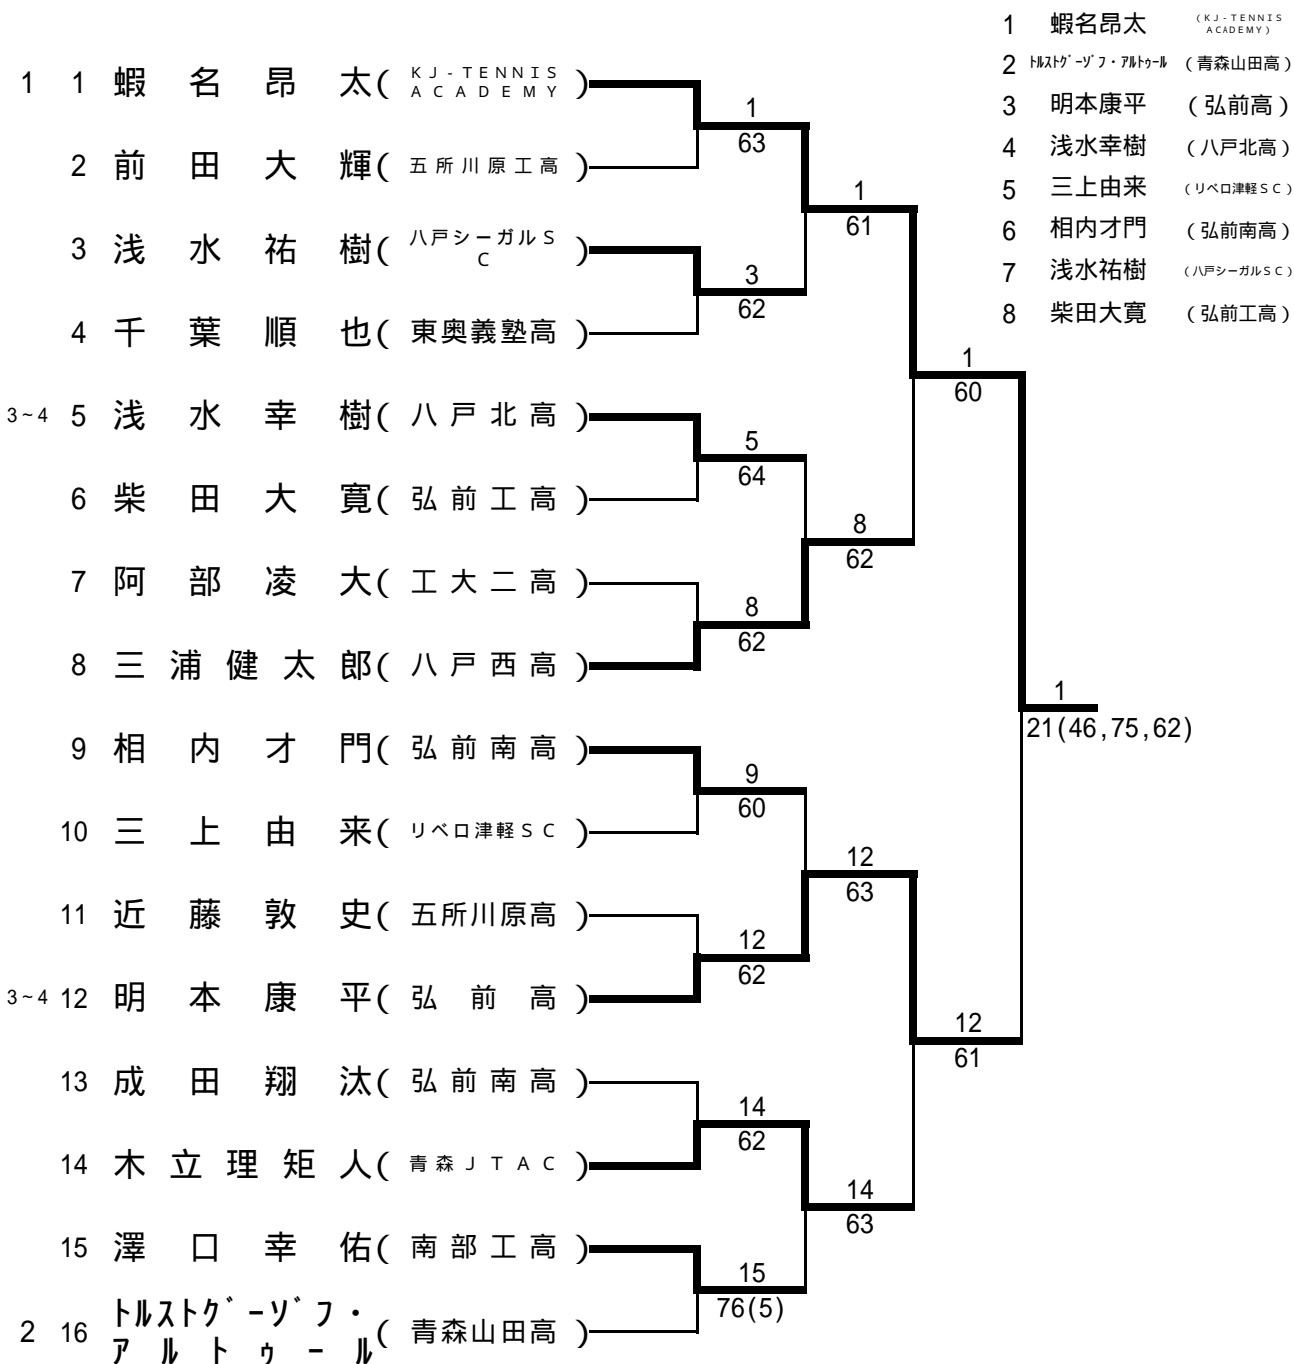 1 蝦名昂太 (KJ-TENNIS ACADEMY)
2 ﾄﾙｽﾄｸﾞｰｿﾞﾌ・ｱﾙﾄｩｰﾙ (青森山田高)
3 明本康平 (弘前高)
4 浅水幸樹 (八戸北高)
5 三上由来 (リベロ津軽SC)
6 相内才門 (弘前南高)
7 浅水祐樹 (八戸シーガルSC)
8 柴田大寛 (弘前工高)
1 1 蝦名昂太 (KJ-TENNIS ACADEMY)
2 前田大輝 (五所川原工高)
3 浅水祐樹 (八戸シーガルSC)
4 千葉順也 (東奥義塾高)
3~4 5 浅水幸樹 (八戸北高)
6 柴田大寛 (弘前工高)
7 阿部凌大 (工大二高)
8 三浦健太郎 (八戸西高)
9 相内才門 (弘前南高)
10 三上由来 (リベロ津軽SC)
11 近藤敦史 (五所川原高)
3~4 12 明本康平 (弘前高)
13 成田翔汰 (弘前南高)
14 木立理矩人 (青森JTAC)
15 澤口幸佑 (南部工高)
2 16 ﾄﾙｽﾄｸﾞｰｿﾞﾌ・ｱﾙﾄｩｰﾙ (青森山田高)
1
63
3
62
5
64
8
62
9
60
12
62
14
62
15
76(5)
1
61
8
62
12
63
14
63
1
60
12
61
1
21(46,75,62)